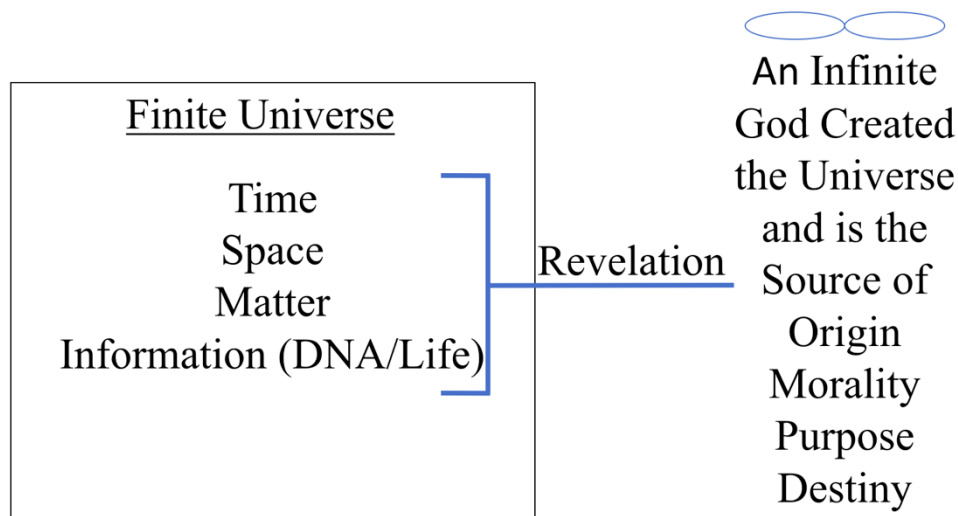 Finite Universe
Time
Space
Matter
Information (DNA/Life)
Revelation
An Infinite
God Created
the Universe
and is the
Source of
Origin
Morality
Purpose
Destiny